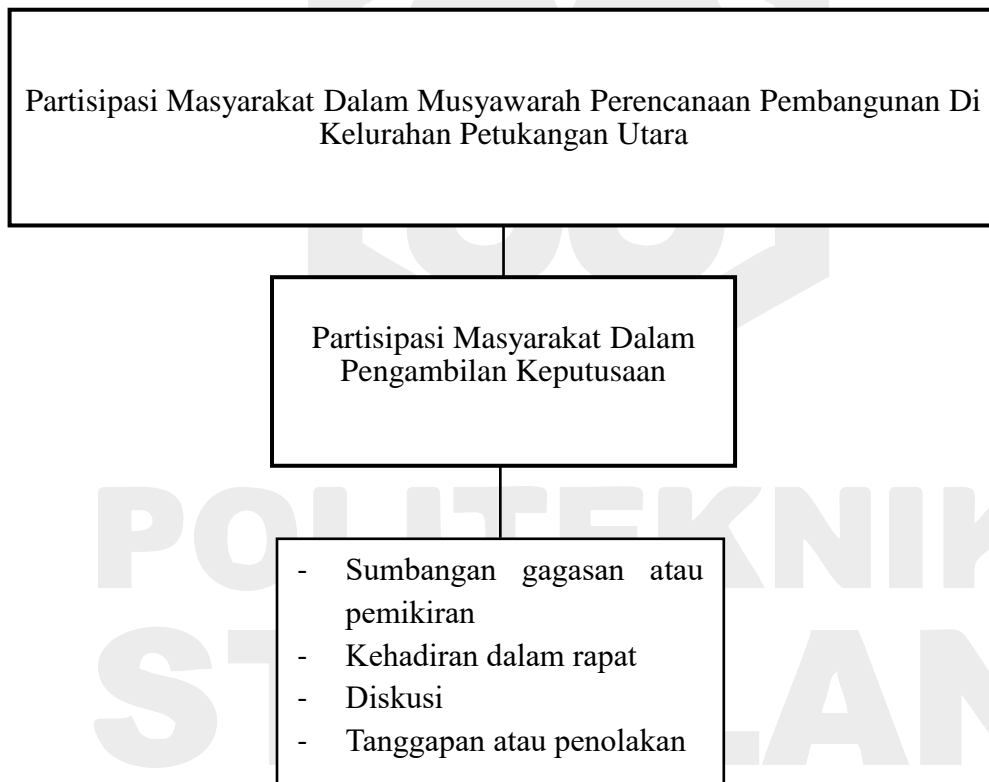 Partisipasi Masyarakat Dalam Musyawarah Perencanaan Pembangunan Di
Kelurahan Petukangan Utara
Partisipasi Masyarakat Dalam
Pengambilan Keputusaan
POLITEKNIK
- Sumbangan gagasan atau
pemikiran
- Kehadiran dalam rapat
- Diskusi
- Tanggapan atau penolakan